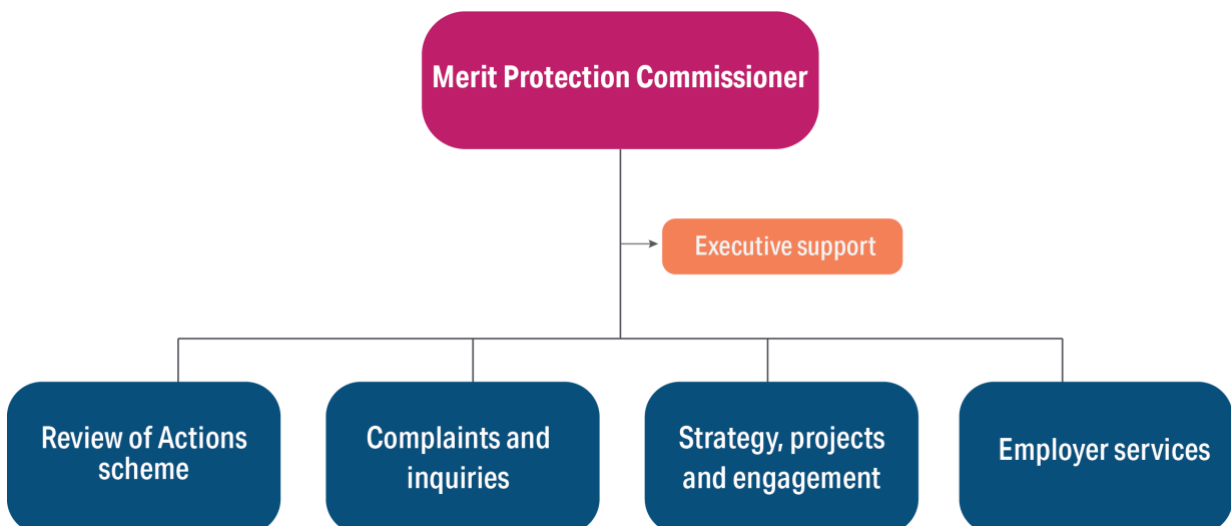 Merit Protection Commissioner
Executive support
Review of Actions
scheme
Complaints and
inquiries
Strategy, projects
and engagement
Employer services